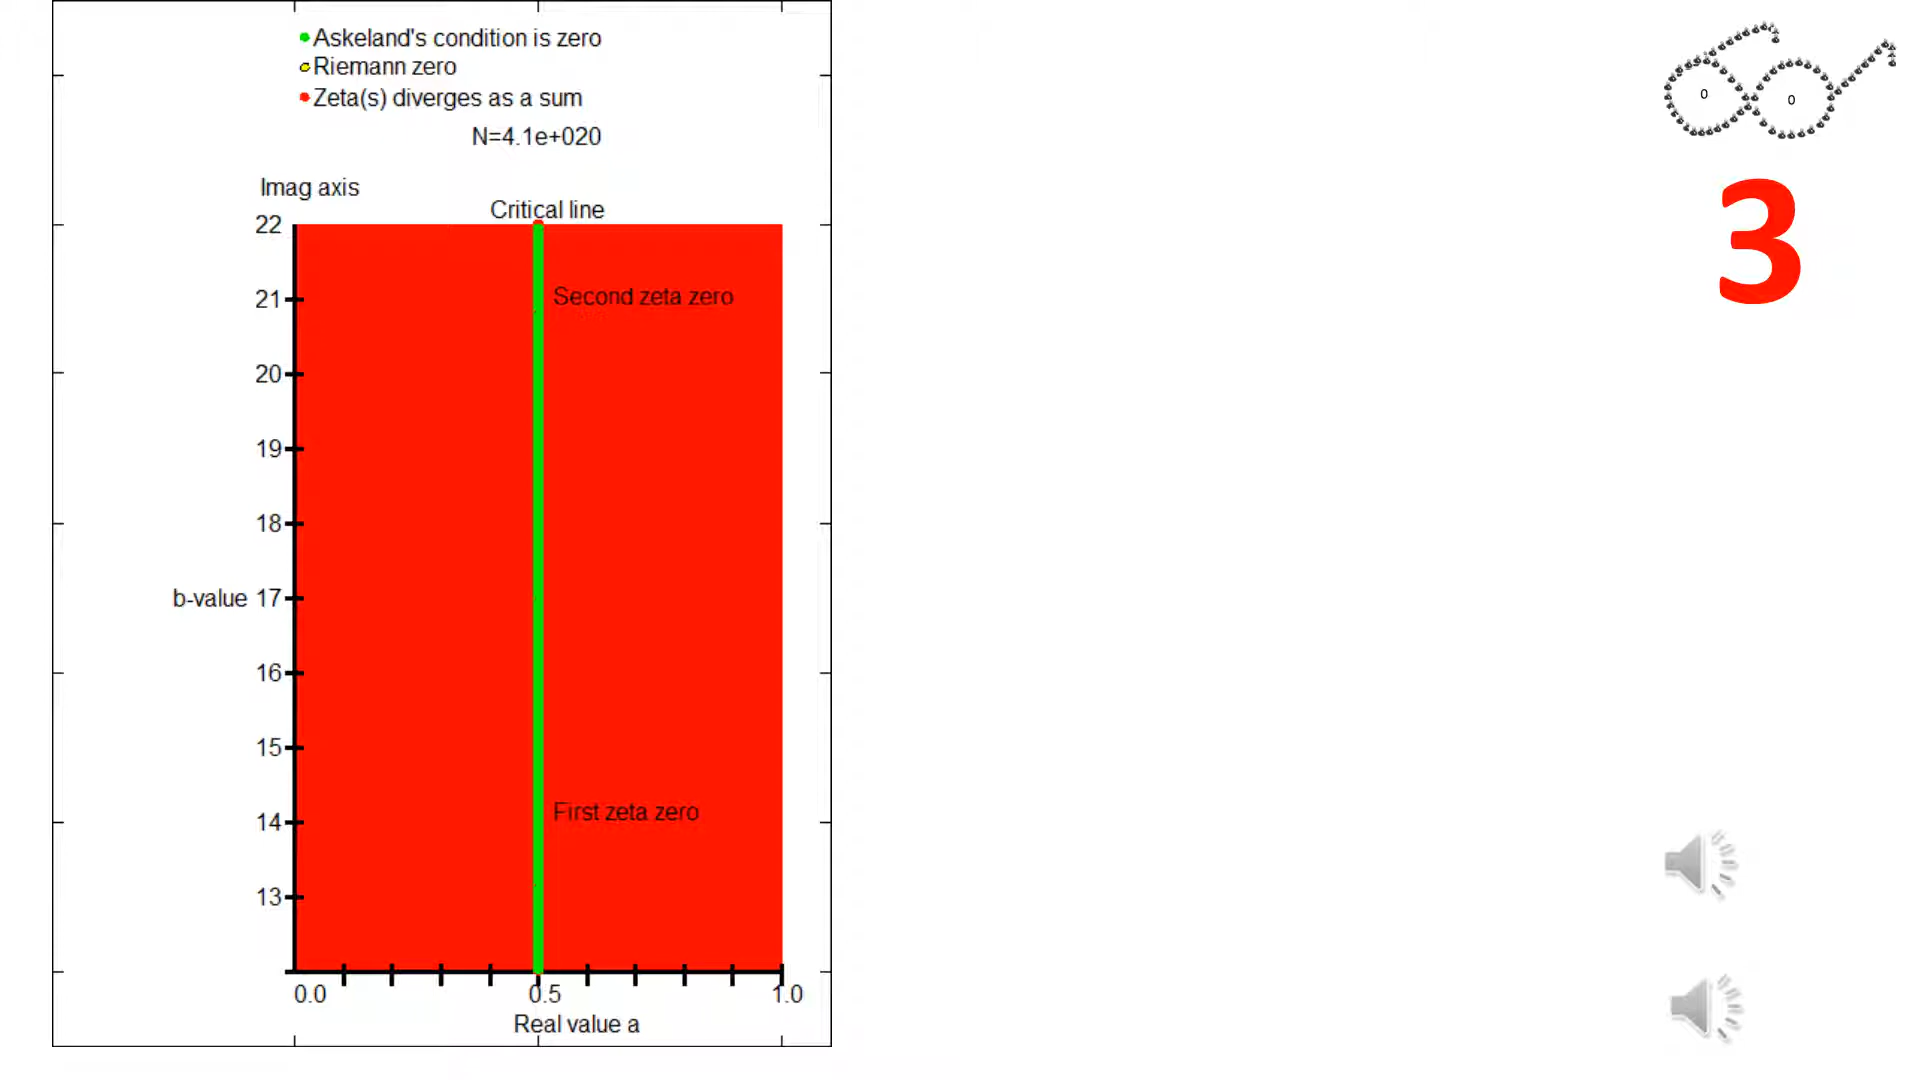 Askeland's condition is zero
Riemann zero
Zeta(s) diverges as a sum
N=4.1e+020
Imag axis
Critical line
22
21
Second zeta zero
20
19
18
b-value 17
16
15
14
First zeta zero
13
0.0 0.5 1.0
Real value a
0 0
3